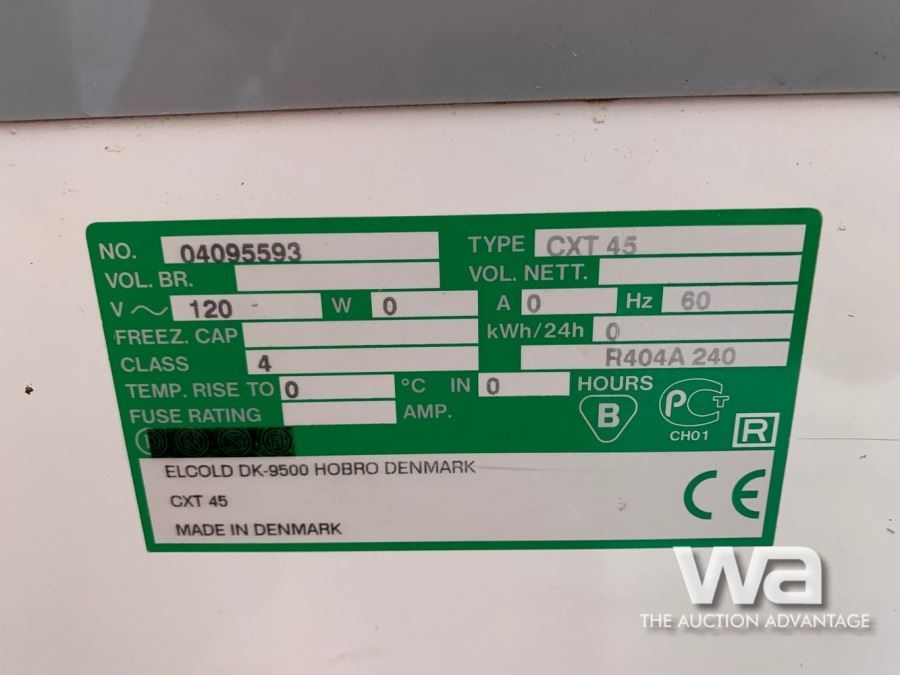 NO. 04095593 TYPE CXT 45
VOL. BR. VOL. NETT.
V ~ 120 W 0 A 0 Hz 60
FREEZ. CAP kWh/24h 0
CLASS 4 R404A 240
TEMP. RISE TO 0 °C IN 0 HOURS
FUSE RATING AMP.
D N S
B PCT
CH01
R
ELCOLD DK-9500 HOBRO DENMARK
CXT 45
MADE IN DENMARK
CE
wa
THE AUCTION ADVANTAGE